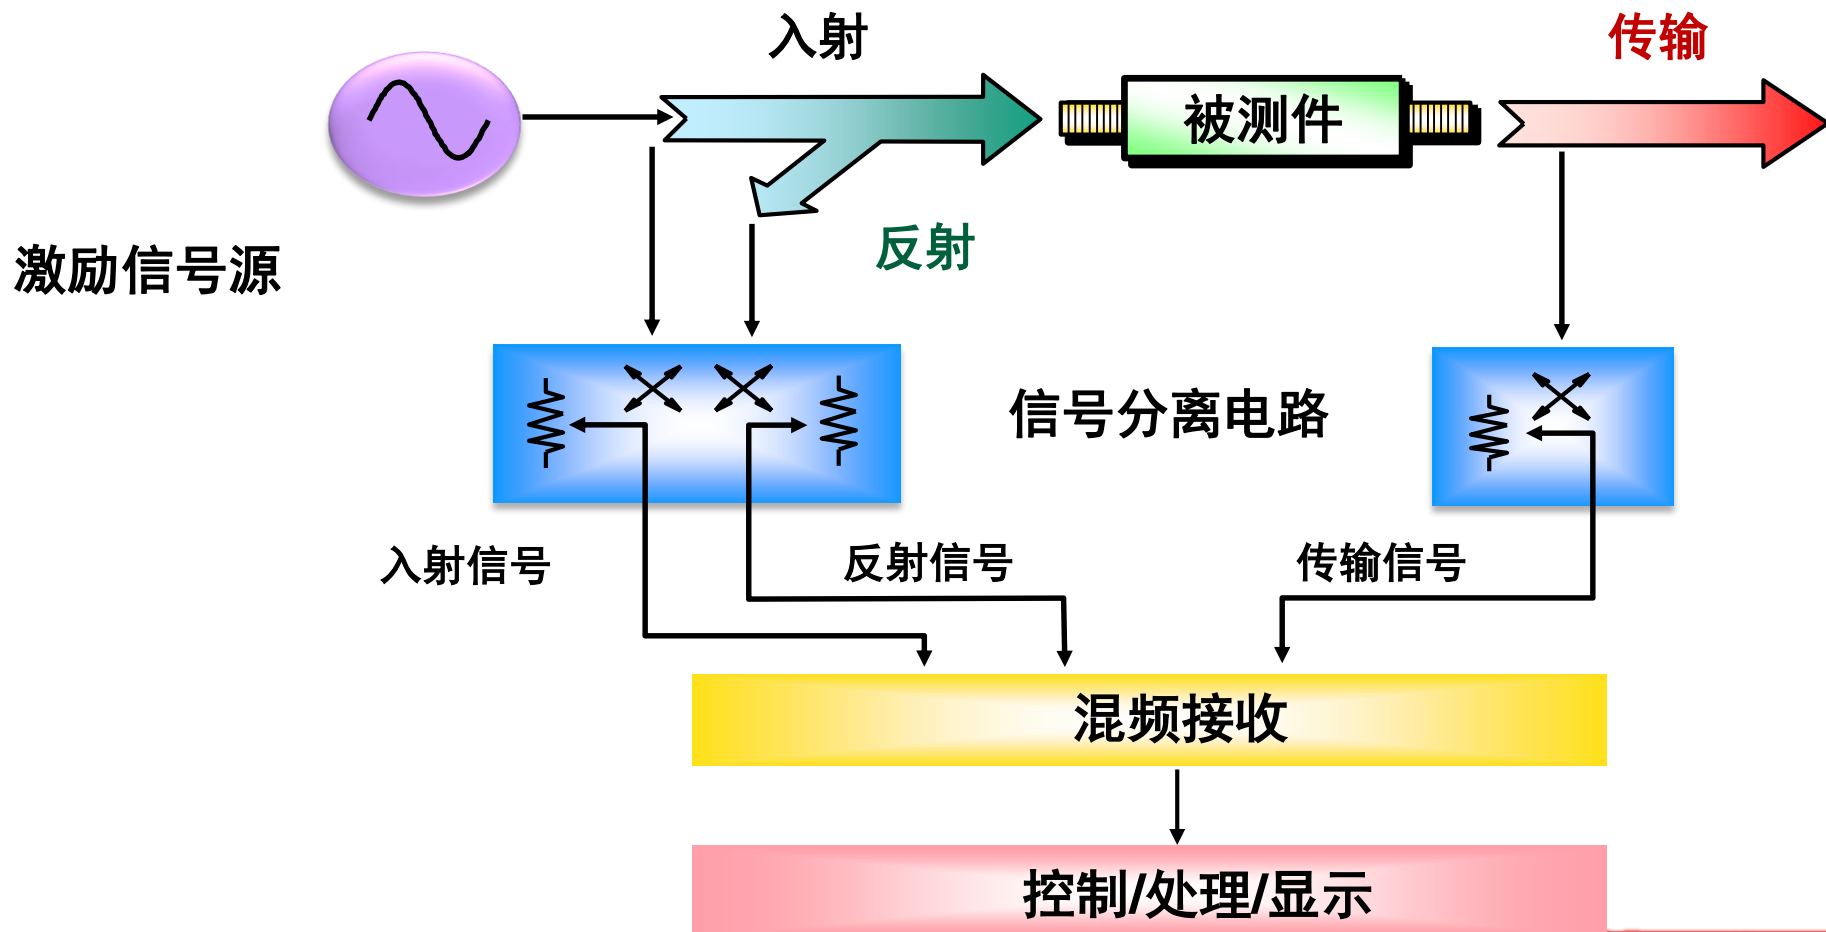 入射
传输
被测件
反射
激励信号源
信号分离电路
入射信号
反射信号
传输信号
混频接收
控制/处理/显示